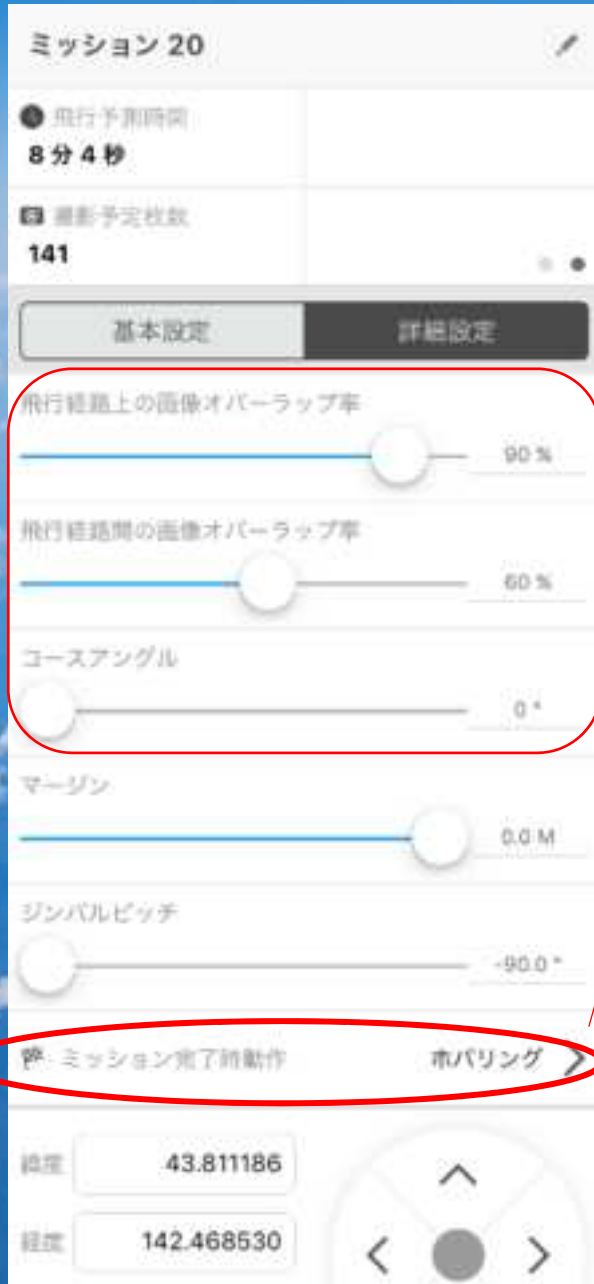 ミッション 20
飛行予測時間
8 分 4 秒
撮影予定枚数
141
基本設定
詳細設定
飛行経路上の画像オバーラップ率
90 %
飛行経路間の画像オバーラップ率
60 %
コースアングル
0 °
マージン
0.0 M
ジンバルピッチ
-90.0 °
ミッション完了時動作
ホバリング
緯度
43.811186
経度
142.468530